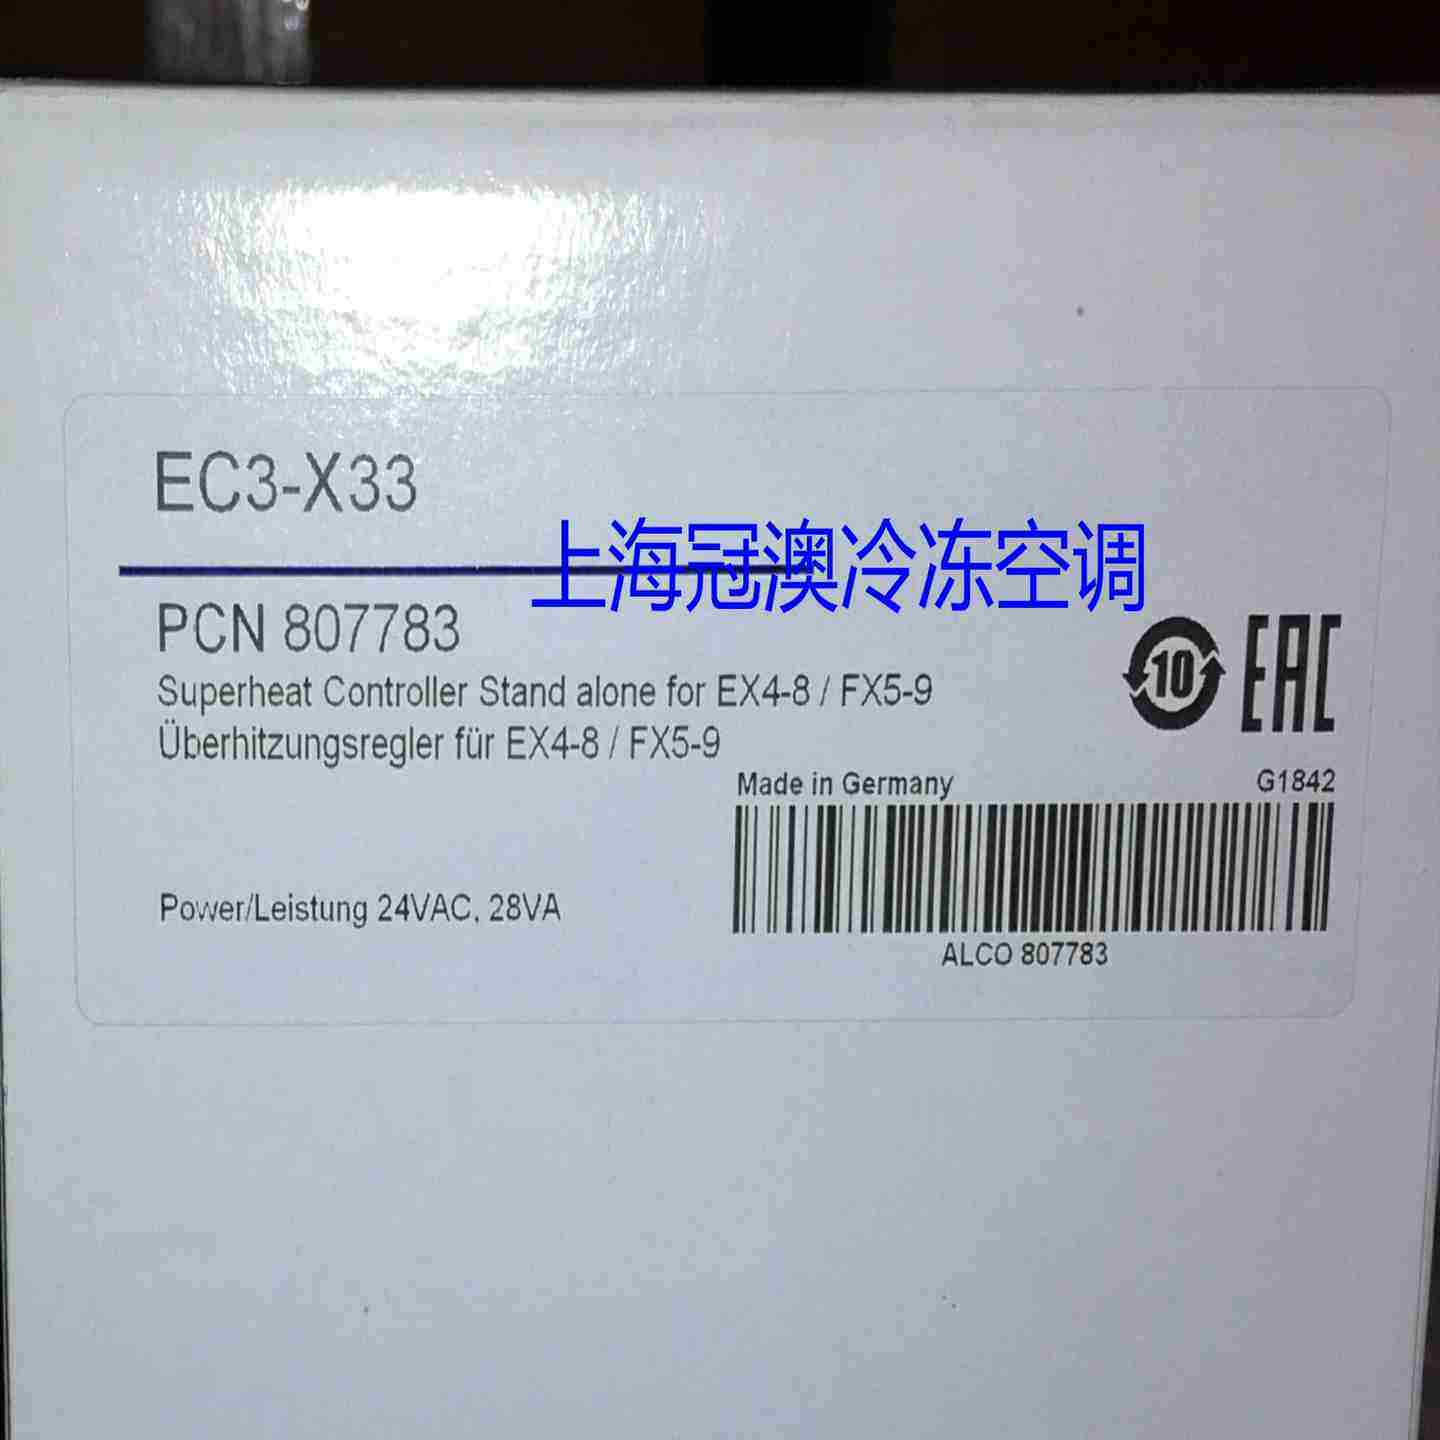 EC3-X33
上海冠澳冷冻空调
PCN 807783
Superheat Controller Stand alone for EX4-8 / FX5-9
Überhitzungsregler für EX4-8 / FX5-9
10 EAC
Made in Germany G1842
Power/Leistung 24VAC, 28VA
ALCO 807783